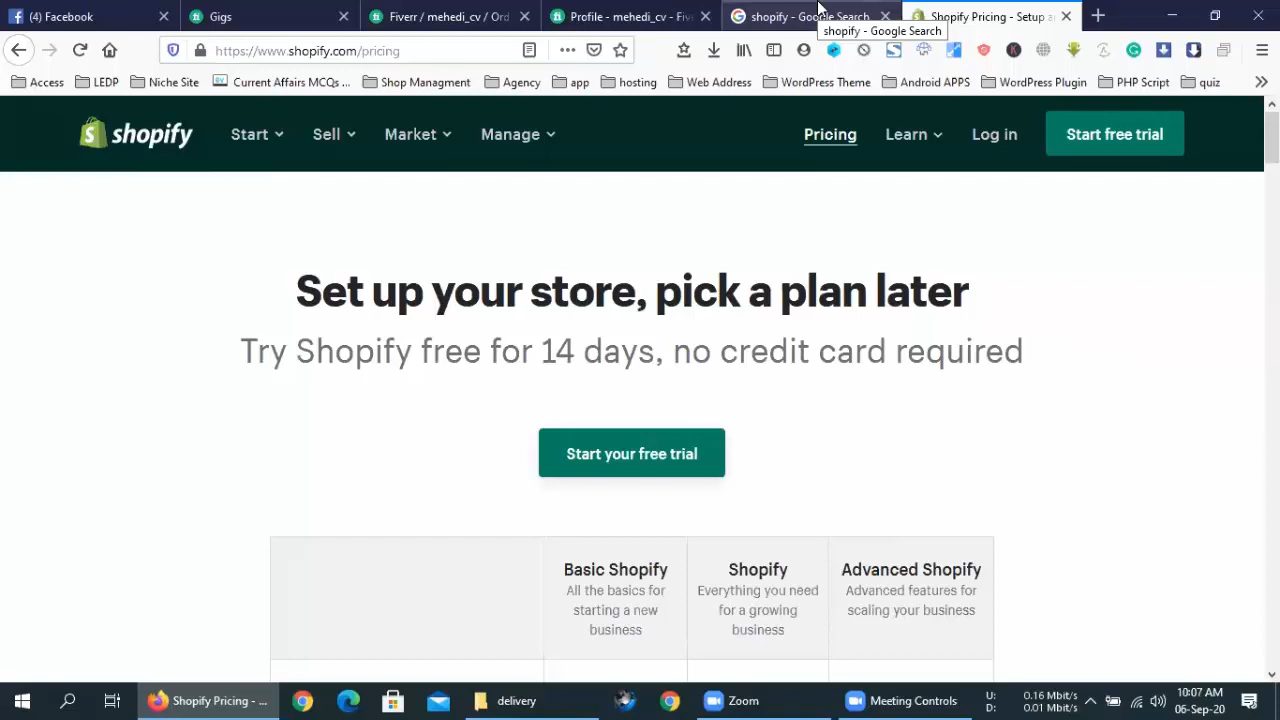 (4) Facebook
Gigs
Fiverr / mehedi_cv / Ord
Profile - mehedi_cv - Five
shopify - Google Search
Shopify Pricing - Setup a
shopify - Google Search
https://www.shopify.com/pricing
Access
LEDP
Niche Site
Current Affairs MCQs ...
Shop Managment
Agency
app
hosting
Web Address
WordPress Theme
Android APPS
WordPress Plugin
PHP Script
quiz
shopify
Start
Sell
Market
Manage
Pricing
Learn
Log in
Start free trial
Set up your store, pick a plan later
Try Shopify free for 14 days, no credit card required
Start your free trial
Basic Shopify
All the basics for
starting a new
business
Shopify
Everything you need
for a growing
business
Advanced Shopify
Advanced features for
scaling your business
Shopify Pricing - ...
delivery
Zoom
Meeting Controls
U: 0.16 Mbit/s
D: 0.01 Mbit/s
10:07 AM
06-Sep-20